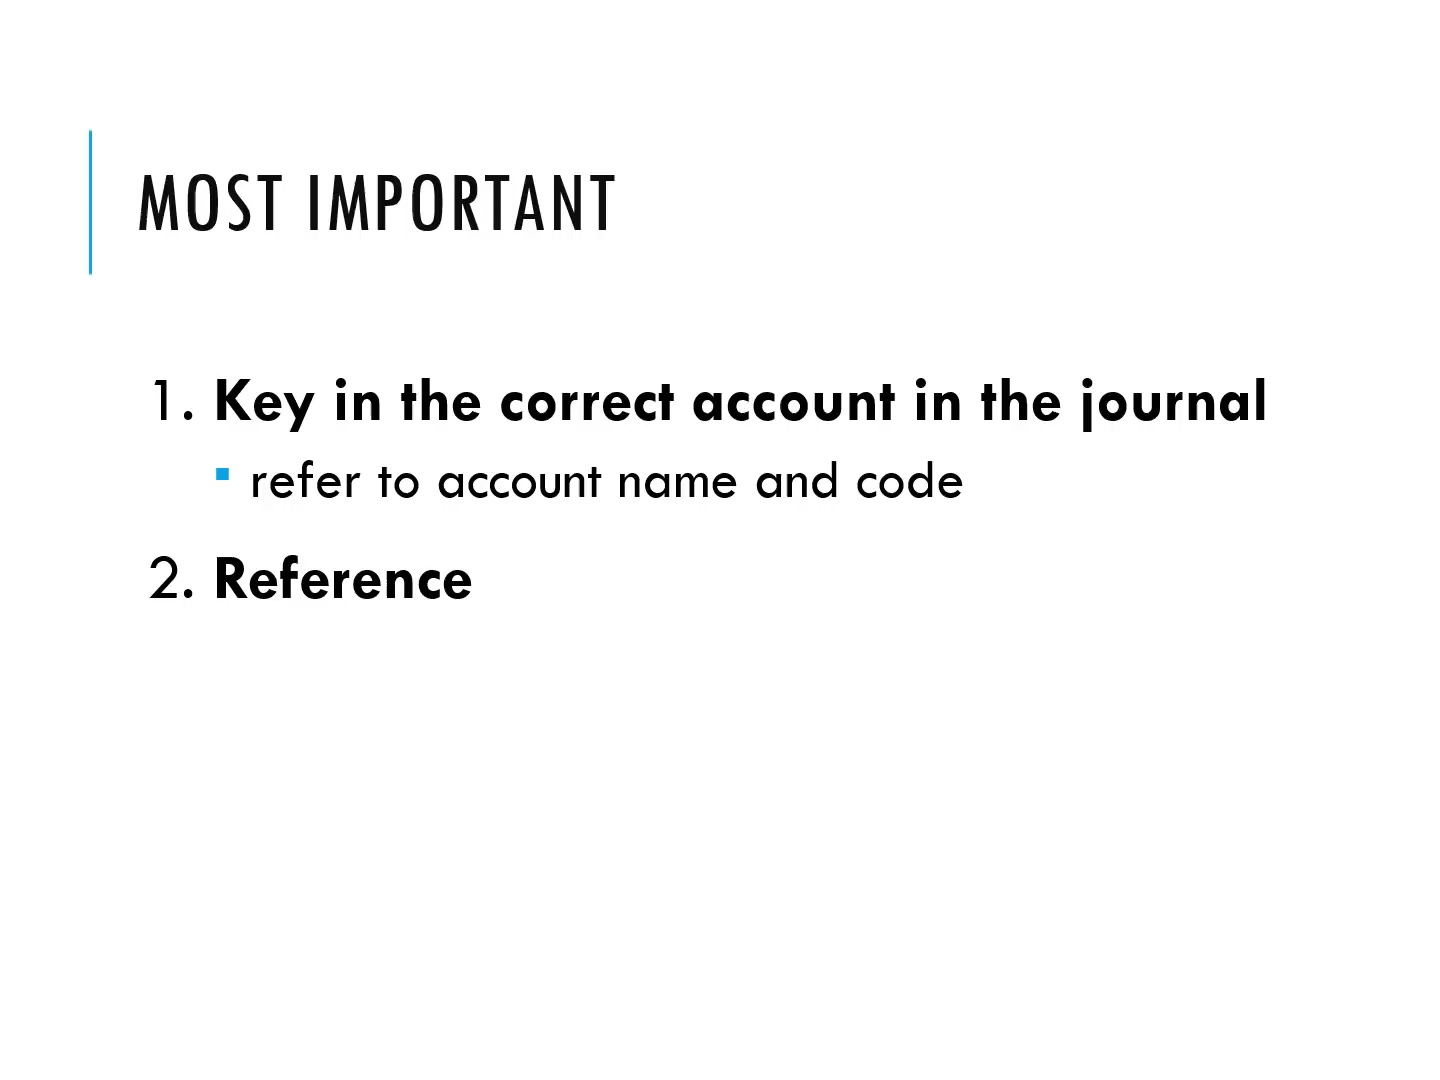 MOST IMPORTANT
1. Key in the correct account in the journal
▪ refer to account name and code
2. Reference